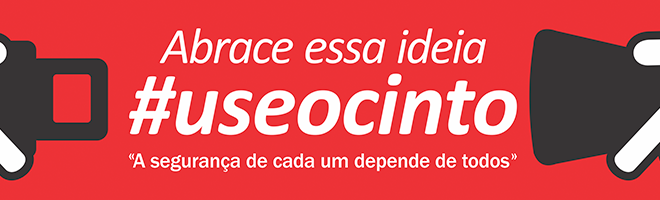 Abrace essa ideia
#useocinto
“A segurança de cada um depende de todos”